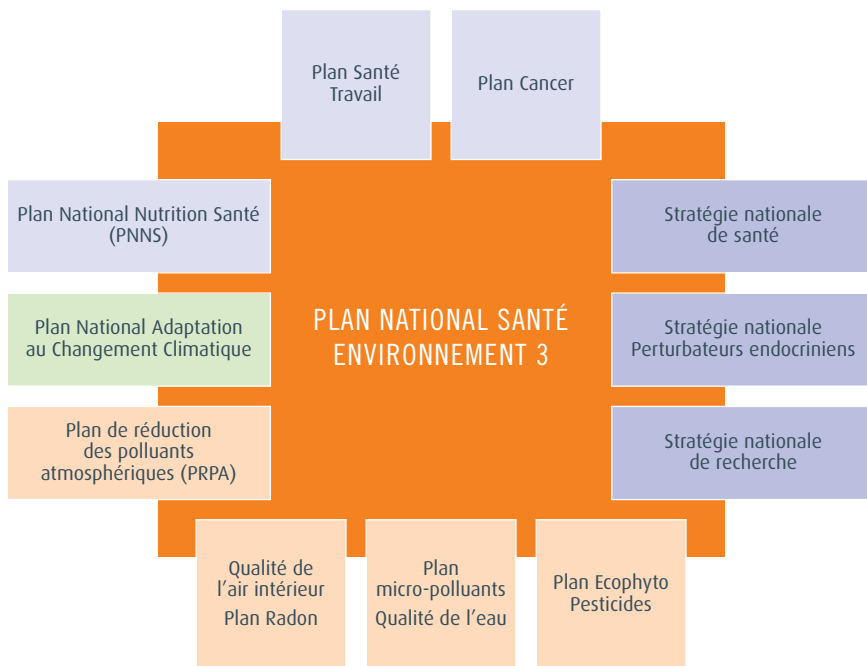 Plan Santé
Travail
Plan Cancer
Plan National Nutrition Santé
(PNNS)
Stratégie nationale
de santé
Plan National Adaptation
au Changement Climatique
PLAN NATIONAL SANTÉ
ENVIRONNEMENT 3
Stratégie nationale
Perturbateurs endocriniens
Plan de réduction
des polluants
atmosphériques (PRPA)
Stratégie nationale
de recherche
Qualité de
l’air intérieur
Plan Radon
Plan
micro-polluants
Qualité de l’eau
Plan Ecophyto
Pesticides